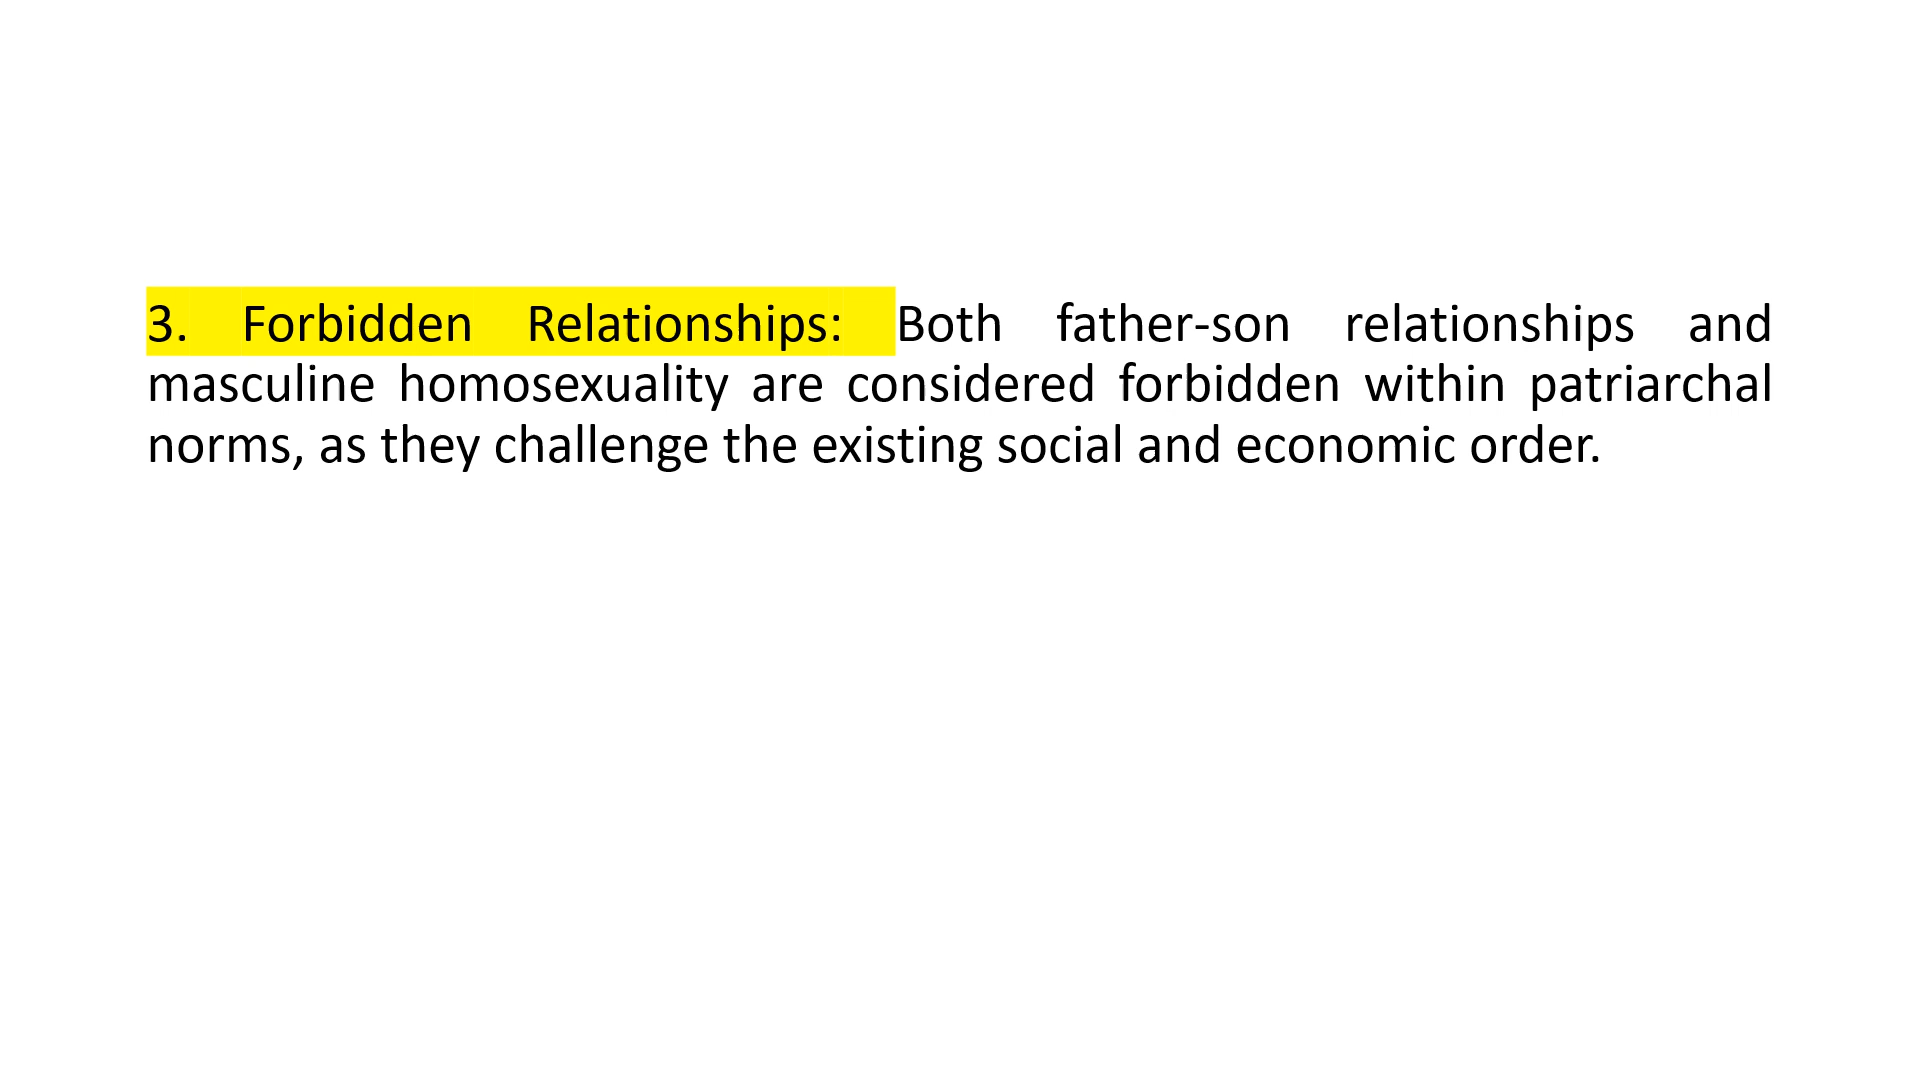 3. Forbidden Relationships: Both father-son relationships and
masculine homosexuality are considered forbidden within patriarchal
norms, as they challenge the existing social and economic order.